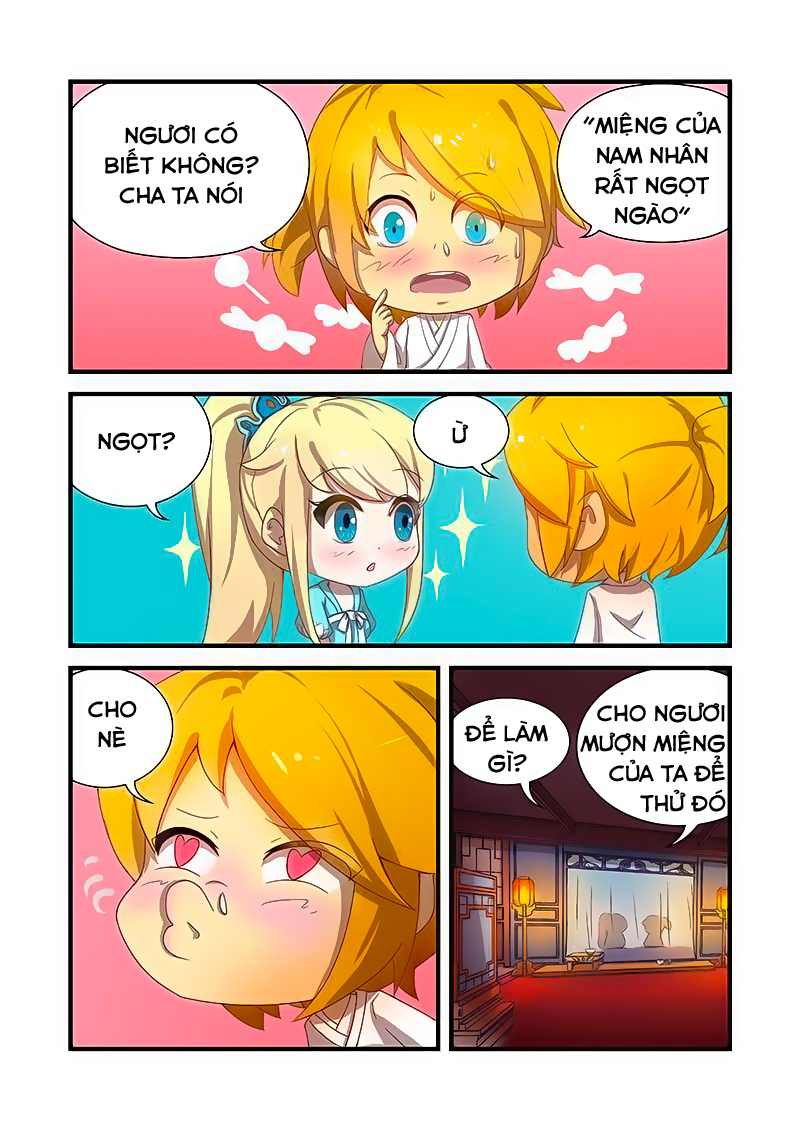 NGƯƠI CÓ
BIẾT KHÔNG?
CHA TA NÓI
"MIỆNG CỦA
NAM NHÂN
RẤT NGỌT
NGÀO"
NGỌT?
Ừ
CHO
NÈ
ĐỂ LÀM
GÌ?
CHO NGƯƠI
MƯỢN MIỆNG
CỦA TA ĐỂ
THỬ ĐÓ